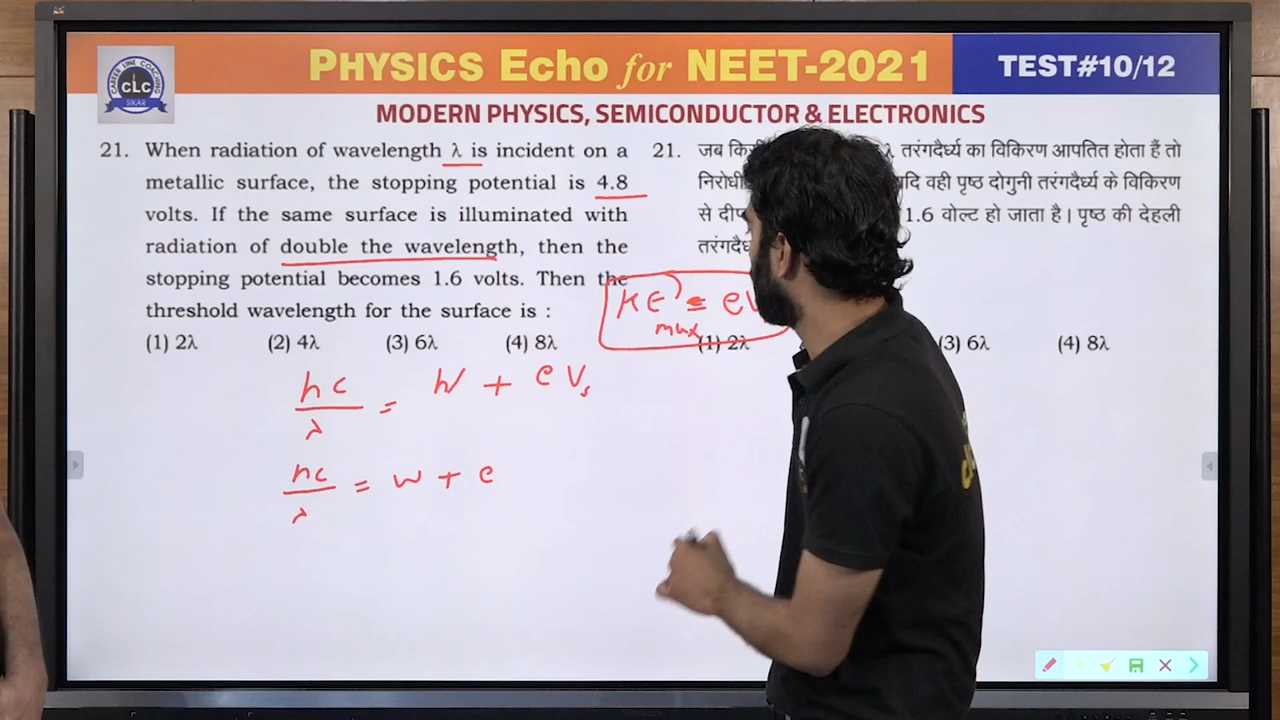 PHYSICS Echo for NEET-2021
TEST#10/12
CAREER LINE COACHING
CLC
SIKAR
MODERN PHYSICS, SEMICONDUCTOR & ELECTRONICS
21. When radiation of wavelength λ is incident on a
metallic surface, the stopping potential is 4.8
volts. If the same surface is illuminated with
radiation of double the wavelength, then the
stopping potential becomes 1.6 volts. Then the
threshold wavelength for the surface is :
(1) 2λ (2) 4λ (3) 6λ (4) 8λ
21. जब λ तरंगदैर्ध्य का विकिरण आपतित होता हैं तो
वही पृष्ठ दोगुनी तरंगदैर्ध्य के विकिरण
से 1.6 वोल्ट हो जाता है। पृष्ठ की देहली
(1) 2λ (3) 6λ (4) 8λ
KE max = e
hc/λ = W + eVs
hc/λ = w + e